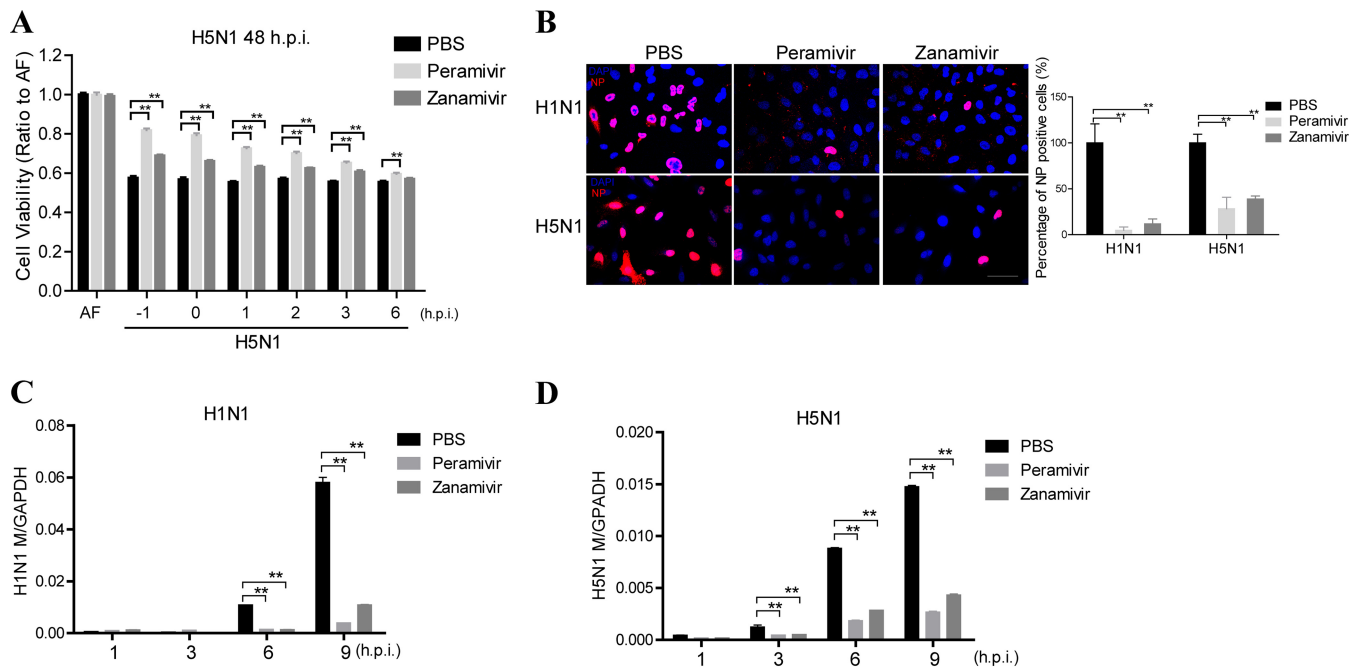 A
H5N1 48 h.p.i.
PBS
Peramivir
Zanamivir
Cell Viability (Ratio to AF)
1.2
1.0
0.8
0.6
0.4
0.2
0.0
** ** ** ** ** ** ** ** ** ** **
AF -1 0 1 2 3 6 (h.p.i.)
H5N1
B
PBS Peramivir Zanamivir
H1N1
DAPI
NP
H5N1
DAPI
NP
Percentage of NP positive cells (%)
150
100
50
0
** ** ** **
H1N1 H5N1
PBS
Peramivir
Zanamivir
C
H1N1
H1N1 M/GAPDH
0.08
0.06
0.04
0.02
0.00
** ** ** **
1 3 6 9 (h.p.i.)
PBS
Peramivir
Zanamivir
D
H5N1
H5N1 M/GPADH
0.020
0.015
0.010
0.005
0.000
** ** ** ** ** **
1 3 6 9 (h.p.i.)
PBS
Peramivir
Zanamivir